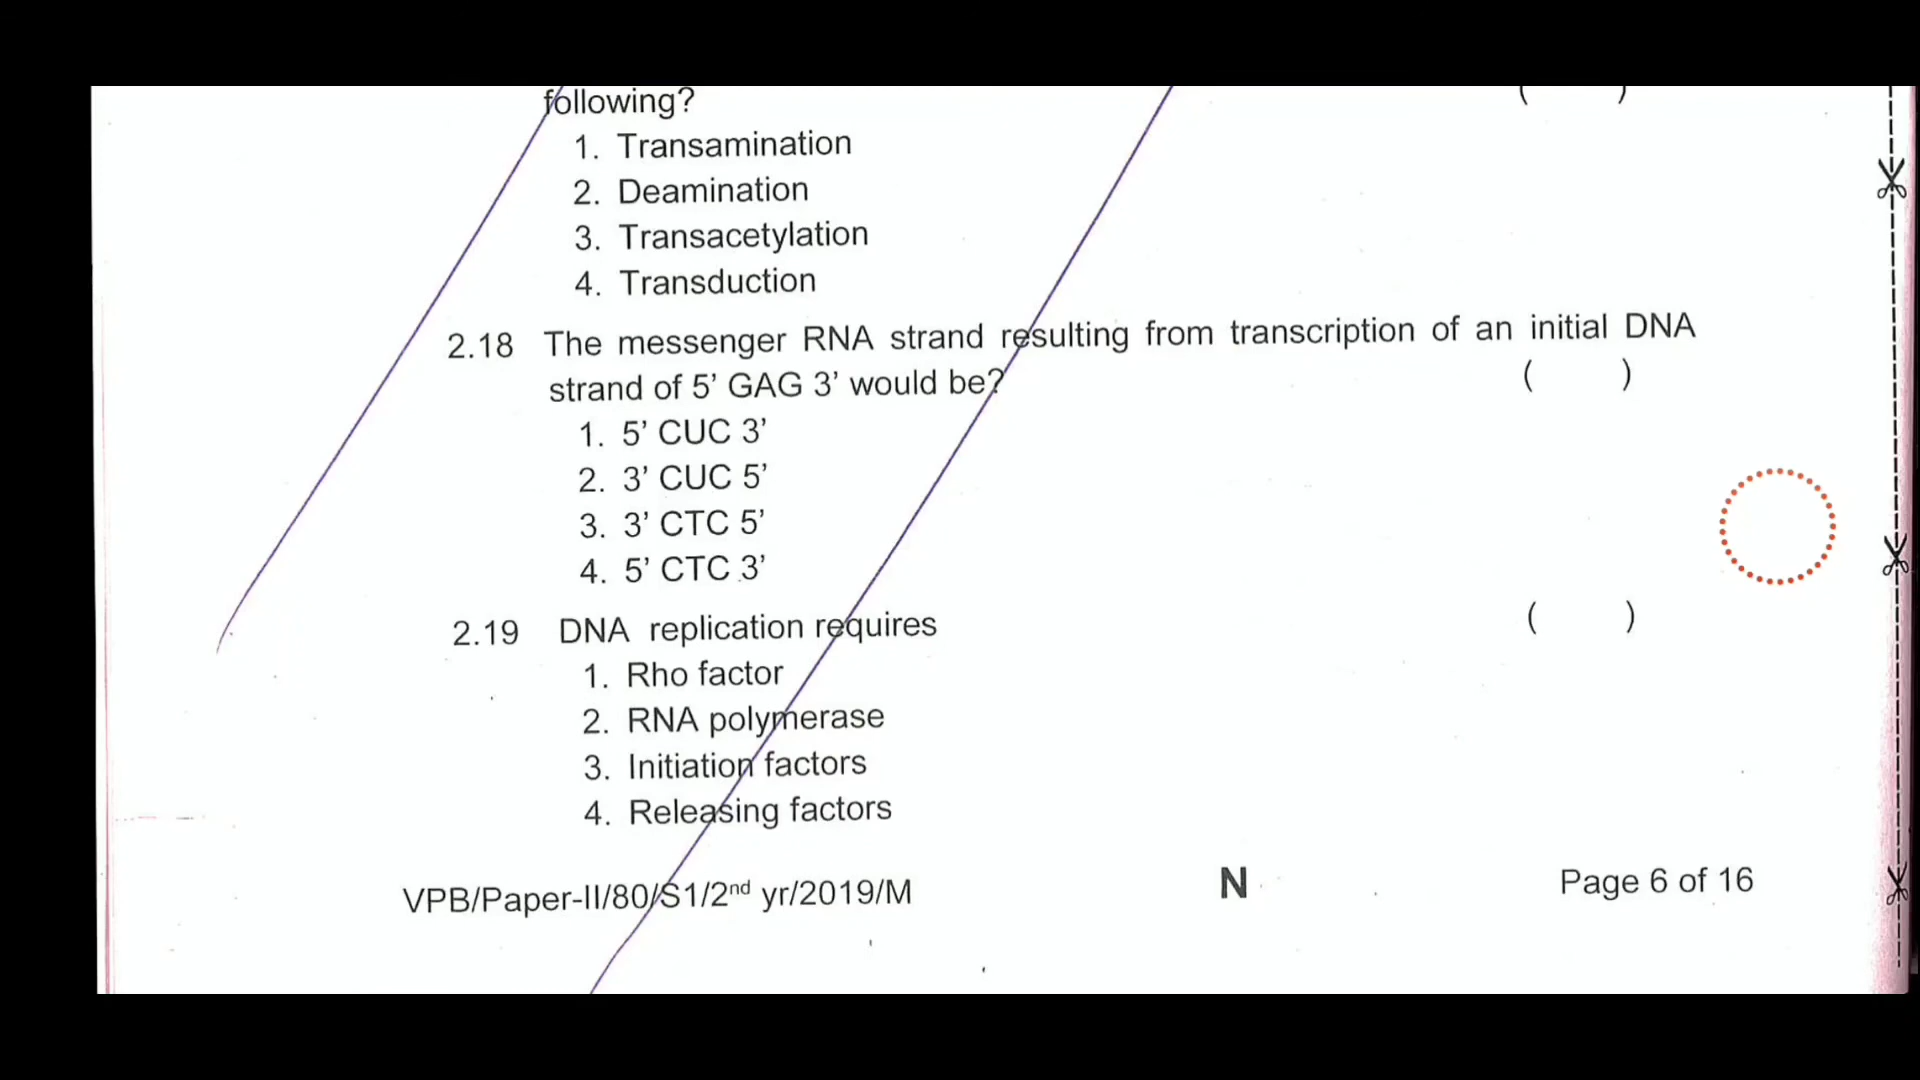 following? ( )
1. Transamination
2. Deamination
3. Transacetylation
4. Transduction
2.18 The messenger RNA strand resulting from transcription of an initial DNA
strand of 5’ GAG 3’ would be? ( )
1. 5’ CUC 3’
2. 3’ CUC 5’
3. 3’ CTC 5’
4. 5’ CTC 3’
2.19 DNA replication requires ( )
1. Rho factor
2. RNA polymerase
3. Initiation factors
4. Releasing factors
VPB/Paper-II/80/S1/2nd yr/2019/M N Page 6 of 16